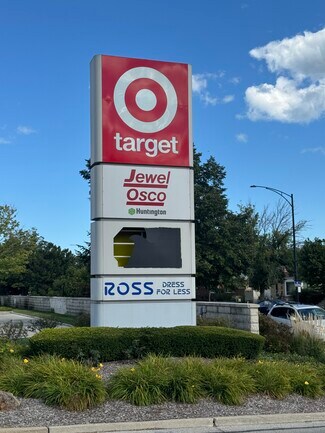 target
Jewel
Osco
Huntington
ROSS DRESS
FOR LESS